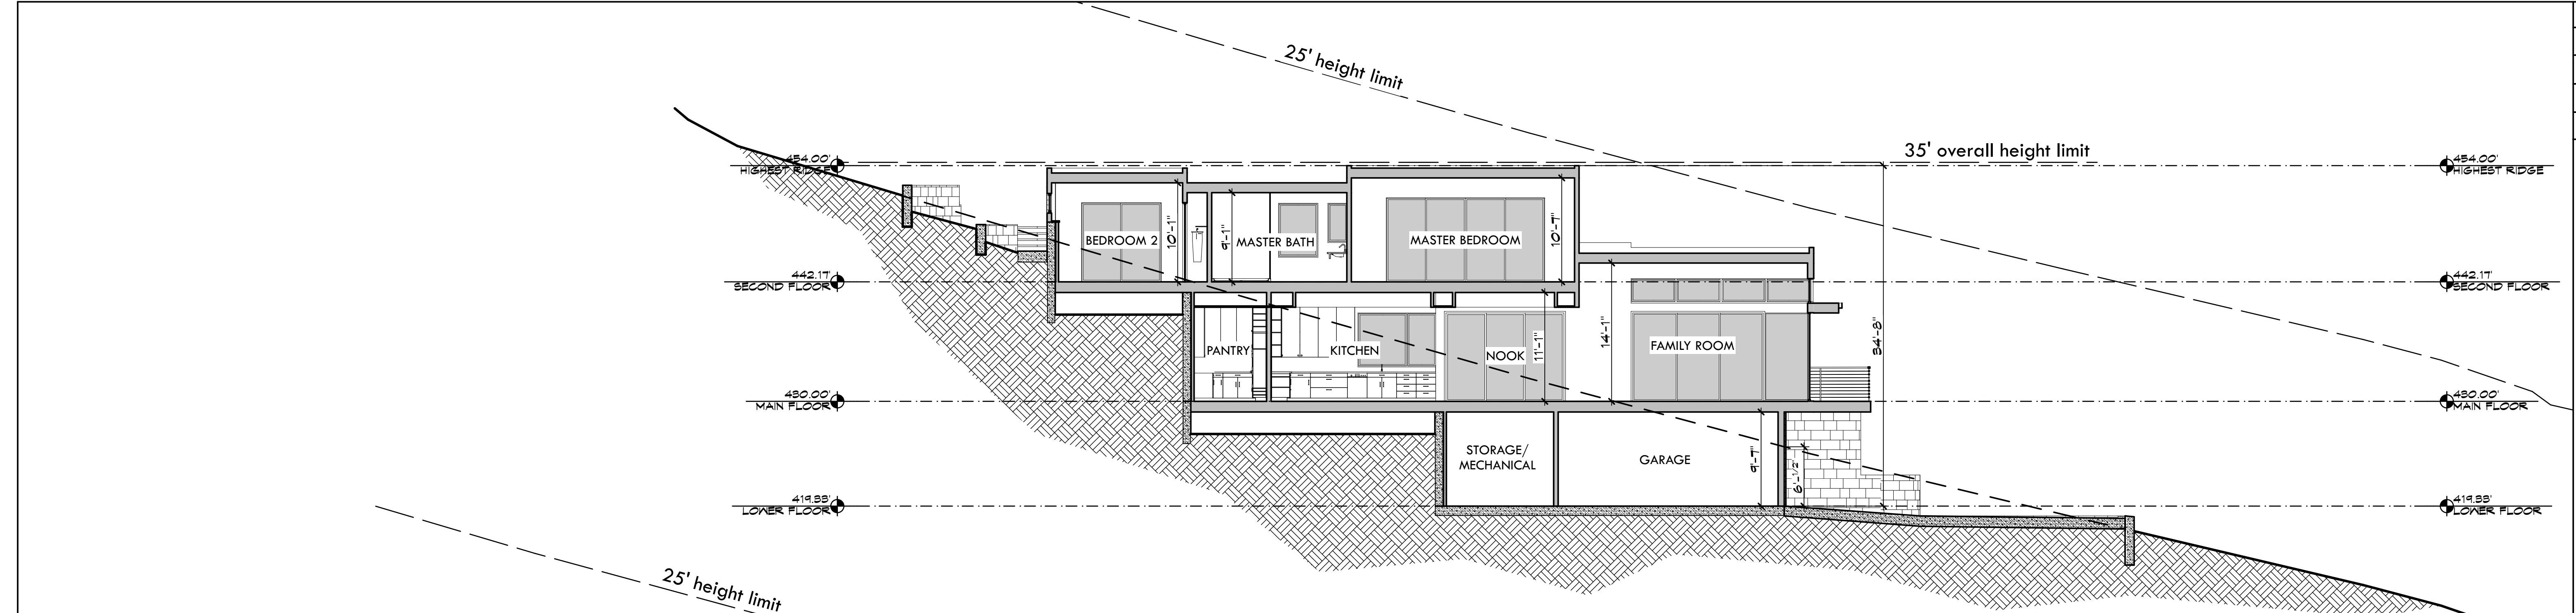 25' height limit
35' overall height limit
454.00'
HIGHEST RIDGE
454.00'
HIGHEST RIDGE
BEDROOM 2
10'-1"
9'-1"
MASTER BATH
MASTER BEDROOM
10'-7"
442.17'
SECOND FLOOR
442.17'
SECOND FLOOR
PANTRY
KITCHEN
NOOK
11'-1"
14'-1"
FAMILY ROOM
34'-8"
430.00'
MAIN FLOOR
430.00'
MAIN FLOOR
STORAGE/
MECHANICAL
GARAGE
9'-7"
6'-1/2"
419.33'
LOWER FLOOR
419.33'
LOWER FLOOR
25' height limit